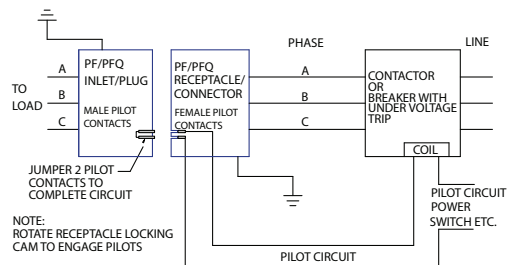 PHASE
LINE
PF/PFQ
INLET/PLUG
PF/PFQ
RECEPTACLE/
CONNECTOR
TO
LOAD
A
B
C
A
B
C
CONTACTOR
OR
BREAKER WITH
UNDER VOLTAGE
TRIP
MALE PILOT
CONTACTS
FEMALE PILOT
CONTACTS
COIL
JUMPER 2 PILOT
CONTACTS TO
COMPLETE CIRCUIT
PILOT CIRCUIT
POWER
SWITCH ETC.
NOTE:
ROTATE RECEPTACLE LOCKING
CAM TO ENGAGE PILOTS
PILOT CIRCUIT